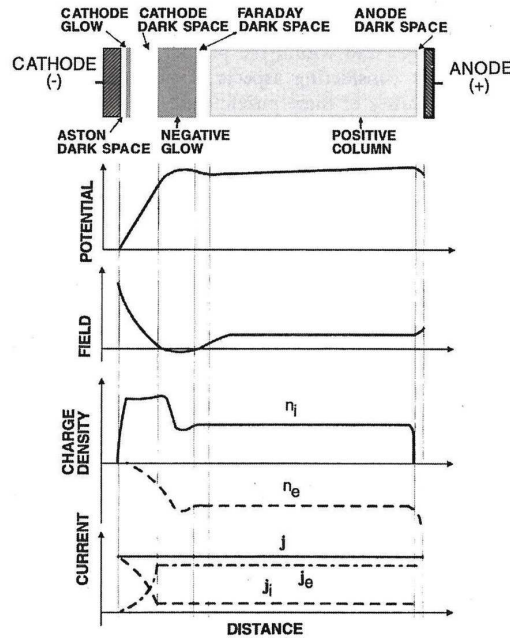 CATHODE
GLOW
CATHODE
DARK SPACE
FARADAY
DARK SPACE
ANODE
DARK SPACE
CATHODE
(-)
ANODE
(+)
ASTON
DARK SPACE
NEGATIVE
GLOW
POSITIVE
COLUMN
POTENTIAL
FIELD
CHARGE
DENSITY
n_i
n_e
CURRENT
j
j_e
j_i
DISTANCE